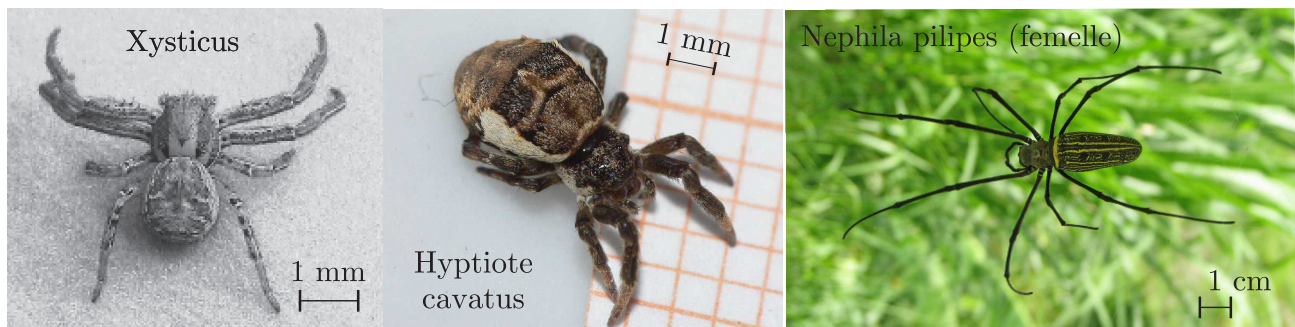 Xysticus
1 mm
Hyptiote
cavatus
1 mm
Nephila pilipes (femelle)
1 cm